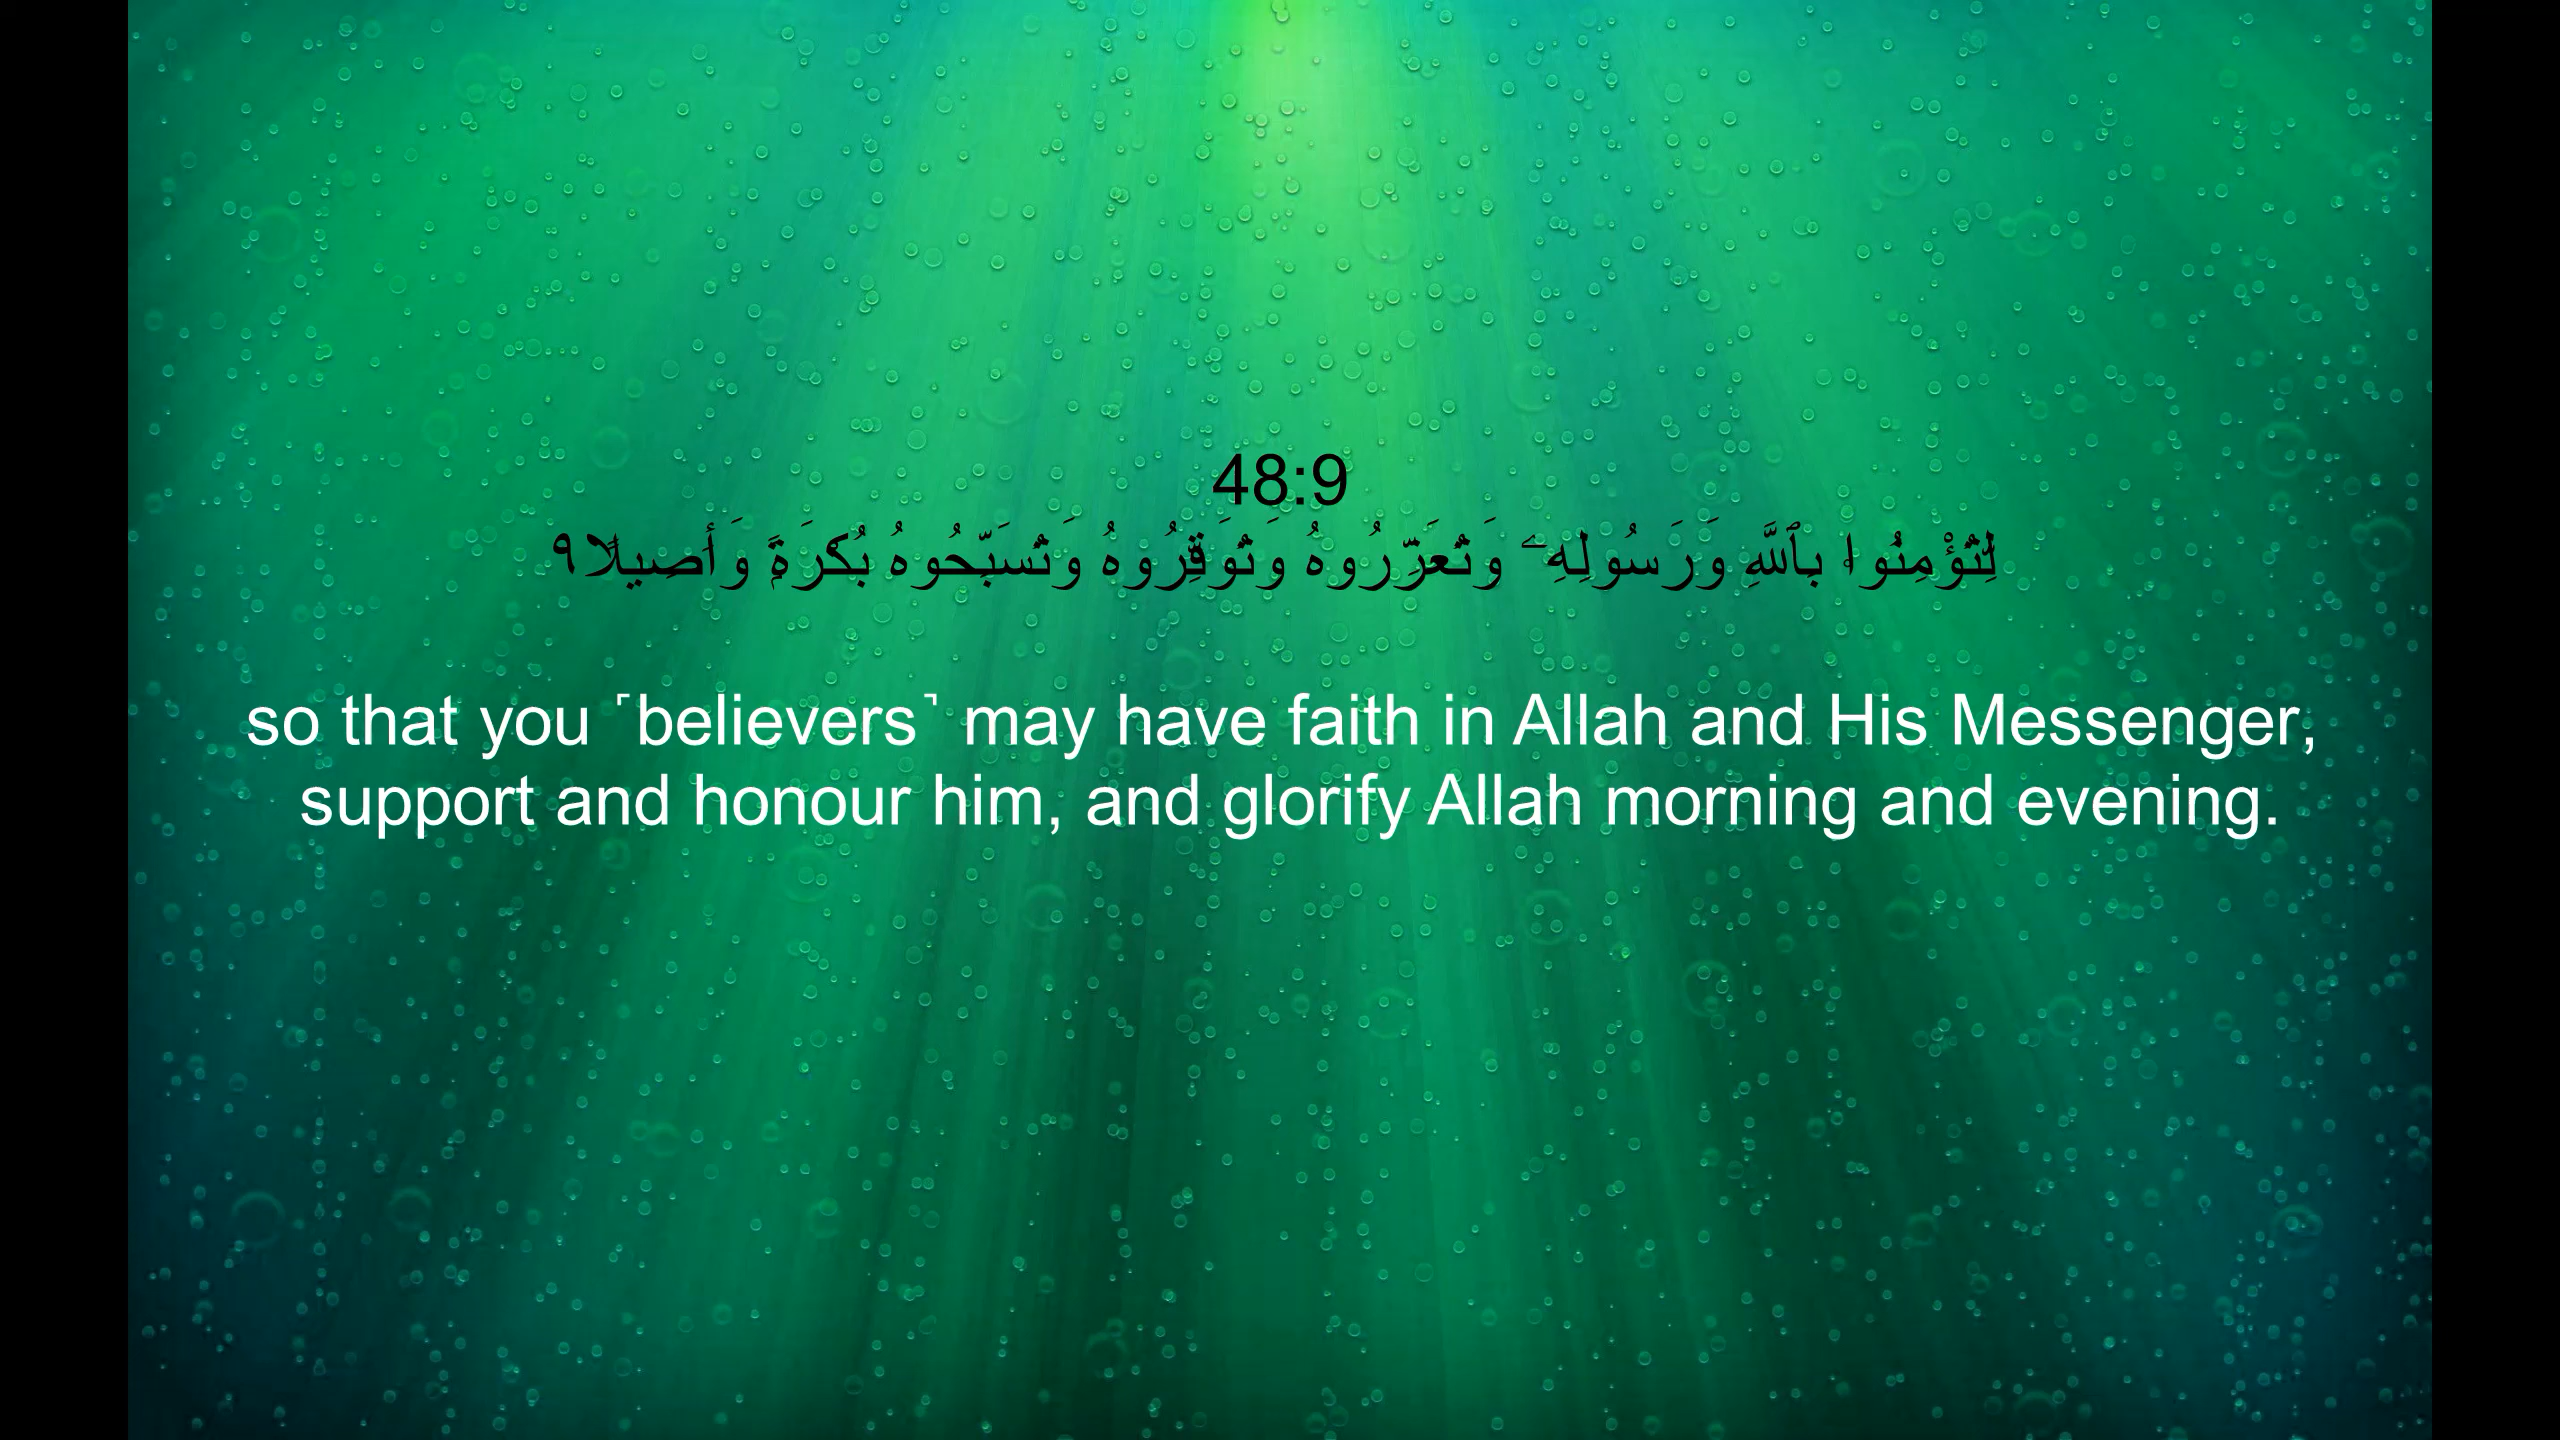 48:9
لِّتُؤْمِنُوا۟ بِٱللَّهِ وَرَسُولِهِۦ وَتُعَزِّرُوهُ وَتُوَقِّرُوهُ وَتُسَبِّحُوهُ بُكْرَةًۭ وَأَصِيلًا ٩
so that you ˹believers˺ may have faith in Allah and His Messenger,
support and honour him, and glorify Allah morning and evening.